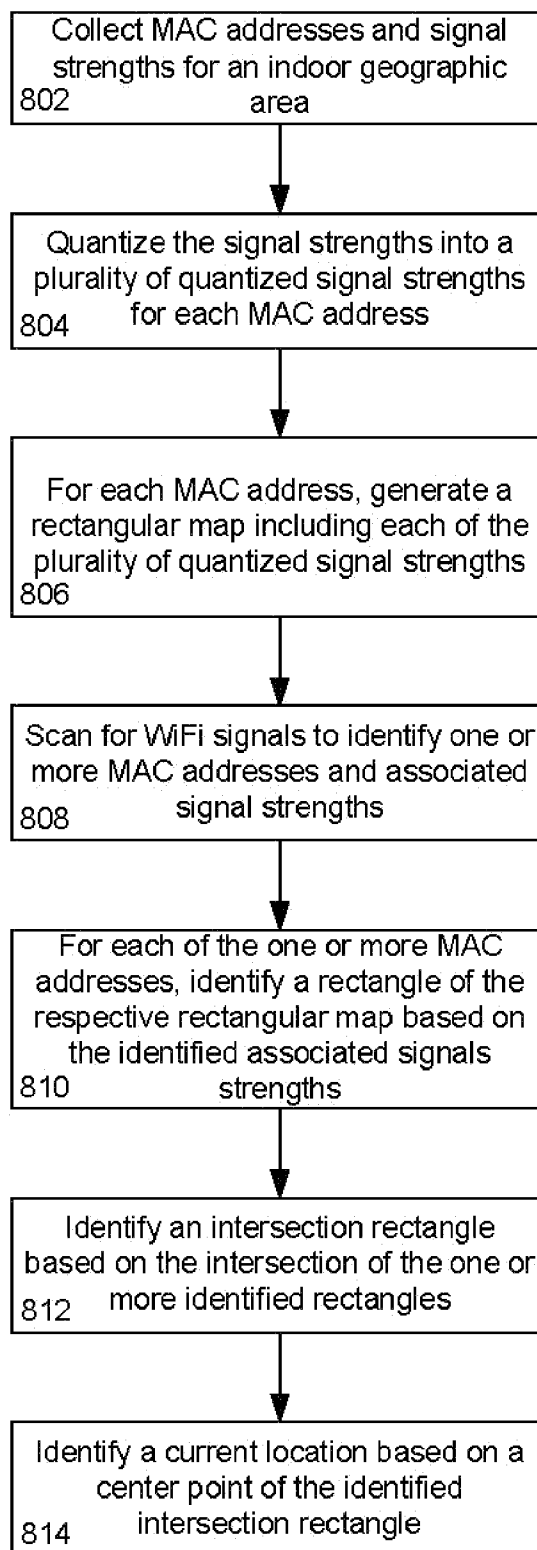 Collect MAC addresses and signal
strengths for an indoor geographic
802 area
Quantize the signal strengths into a
plurality of quantized signal strengths
804 for each MAC address
For each MAC address, generate a
rectangular map including each of the
plurality of quantized signal strengths
806
Scan for WiFi signals to identify one or
more MAC addresses and associated
808 signal strengths
For each of the one or more MAC
addresses, identify a rectangle of the
respective rectangular map based on
the identified associated signals
810 strengths
Identify an intersection rectangle
based on the intersection of the one or
812 more identified rectangles
Identify a current location based on a
center point of the identified
814 intersection rectangle